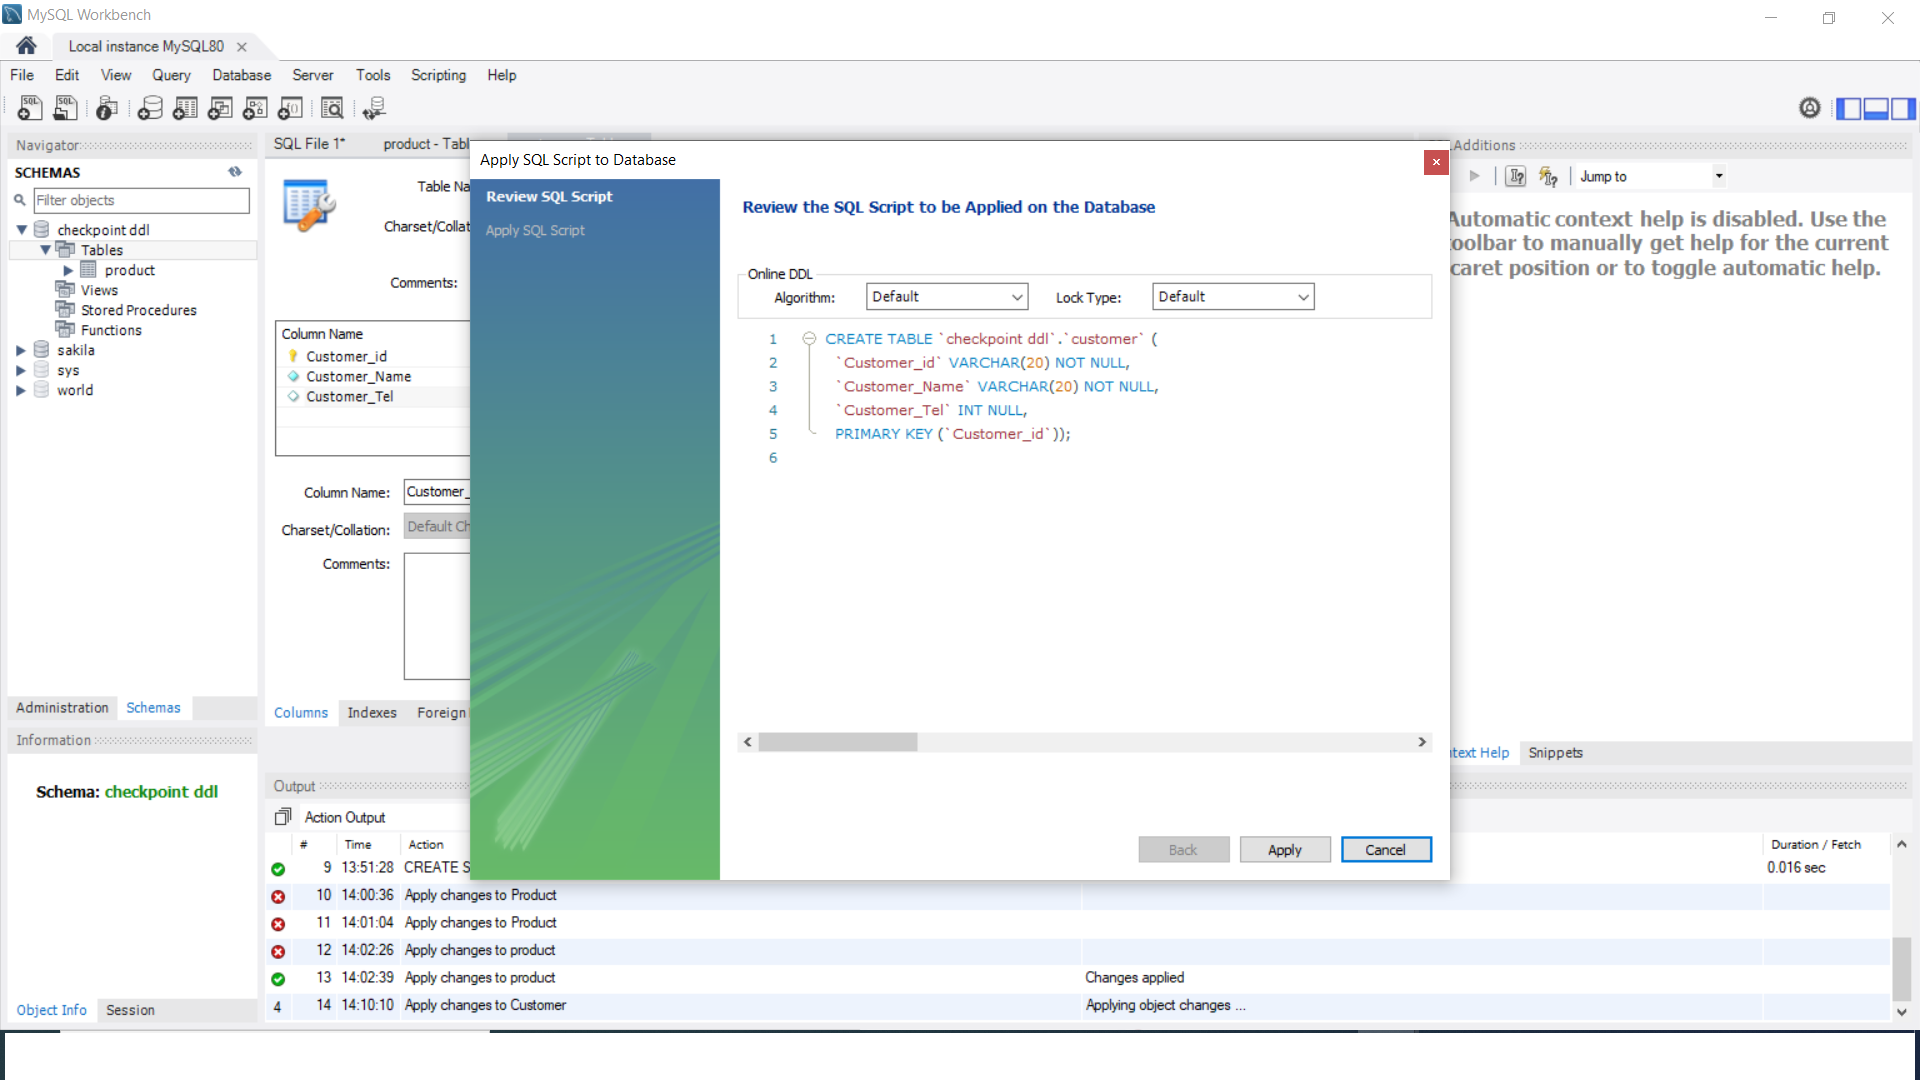 MySQL Workbench
Local instance MySQL80
File Edit View Query Database Server Tools Scripting Help
Navigator
SCHEMAS
Filter objects
checkpoint ddl
Tables
product
Views
Stored Procedures
Functions
sakila
sys
world
Administration Schemas
Information
Schema: checkpoint ddl
Object Info Session
SQL File 1* product - Tabl
Table Na
Charset/Collat
Comments:
Column Name
Customer_id
Customer_Name
Customer_Tel
Column Name: Customer_
Charset/Collation: Default Ch
Comments:
Columns Indexes Foreign
Apply SQL Script to Database
Review SQL Script
Apply SQL Script
Review the SQL Script to be Applied on the Database
Online DDL
Algorithm: Default Lock Type: Default
1 CREATE TABLE `checkpoint ddl`.`customer` (
2 `Customer_id` VARCHAR(20) NOT NULL,
3 `Customer_Name` VARCHAR(20) NOT NULL,
4 `Customer_Tel` INT NULL,
5 PRIMARY KEY (`Customer_id`));
6
Back Apply Cancel
Additions
Jump to
Automatic context help is disabled. Use the
toolbar to manually get help for the current
caret position or to toggle automatic help.
text Help Snippets
Output
Action Output
# Time Action Duration / Fetch
9 13:51:28 CREATE S 0.016 sec
10 14:00:36 Apply changes to Product
11 14:01:04 Apply changes to Product
12 14:02:26 Apply changes to product
13 14:02:39 Apply changes to product Changes applied
4 14 14:10:10 Apply changes to Customer Applying object changes ...